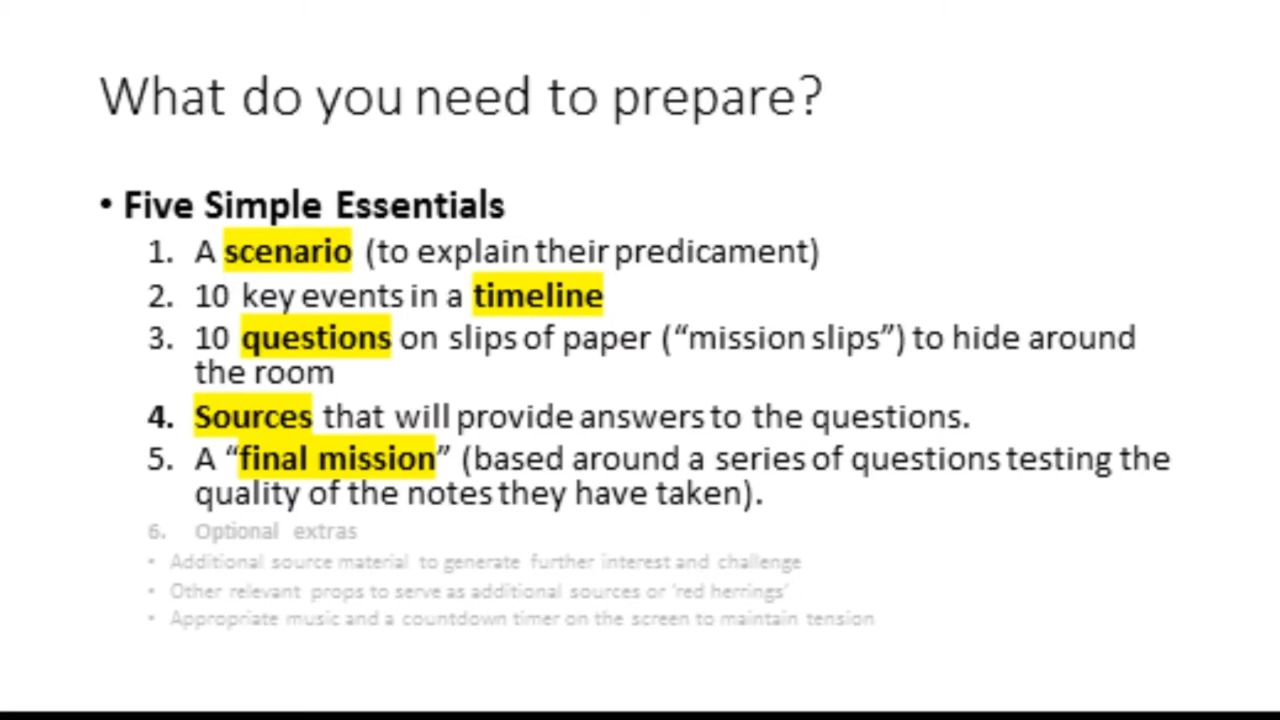 What do you need to prepare?
• Five Simple Essentials
1. A scenario (to explain their predicament)
2. 10 key events in a timeline
3. 10 questions on slips of paper (“mission slips”) to hide around
the room
4. Sources that will provide answers to the questions.
5. A “final mission” (based around a series of questions testing the
quality of the notes they have taken).
6. Optional extras
• Additional source material to generate further interest and challenge
• Other relevant props to serve as additional sources or ‘red herrings’
• Appropriate music and a countdown timer on the screen to maintain tension